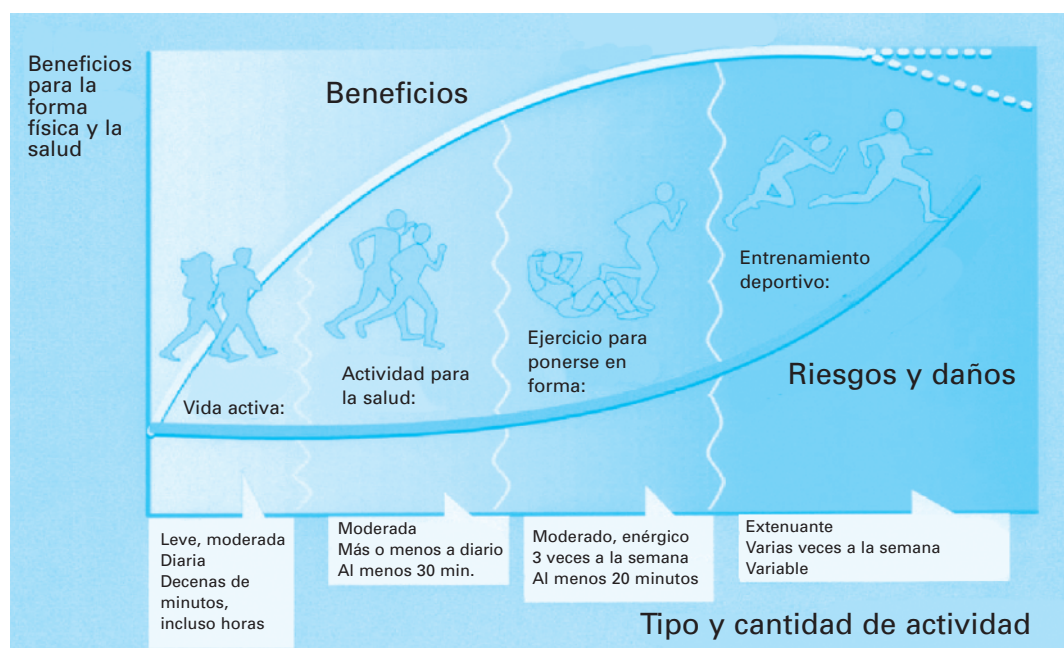 Beneficios
para la
forma
física y la
salud
Beneficios
Entrenamiento
deportivo:
Ejercicio para
ponerse en
forma:
Actividad para
la salud:
Vida activa:
Riesgos y daños
Leve, moderada
Diaria
Decenas de
minutos,
incluso horas
Moderada
Más o menos a diario
Al menos 30 min.
Moderado, enérgico
3 veces a la semana
Al menos 20 minutos
Extenuante
Varias veces a la semana
Variable
Tipo y cantidad de actividad